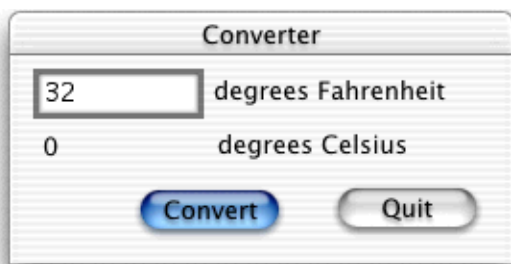 Converter
32 degrees Fahrenheit
0 degrees Celsius
Convert Quit